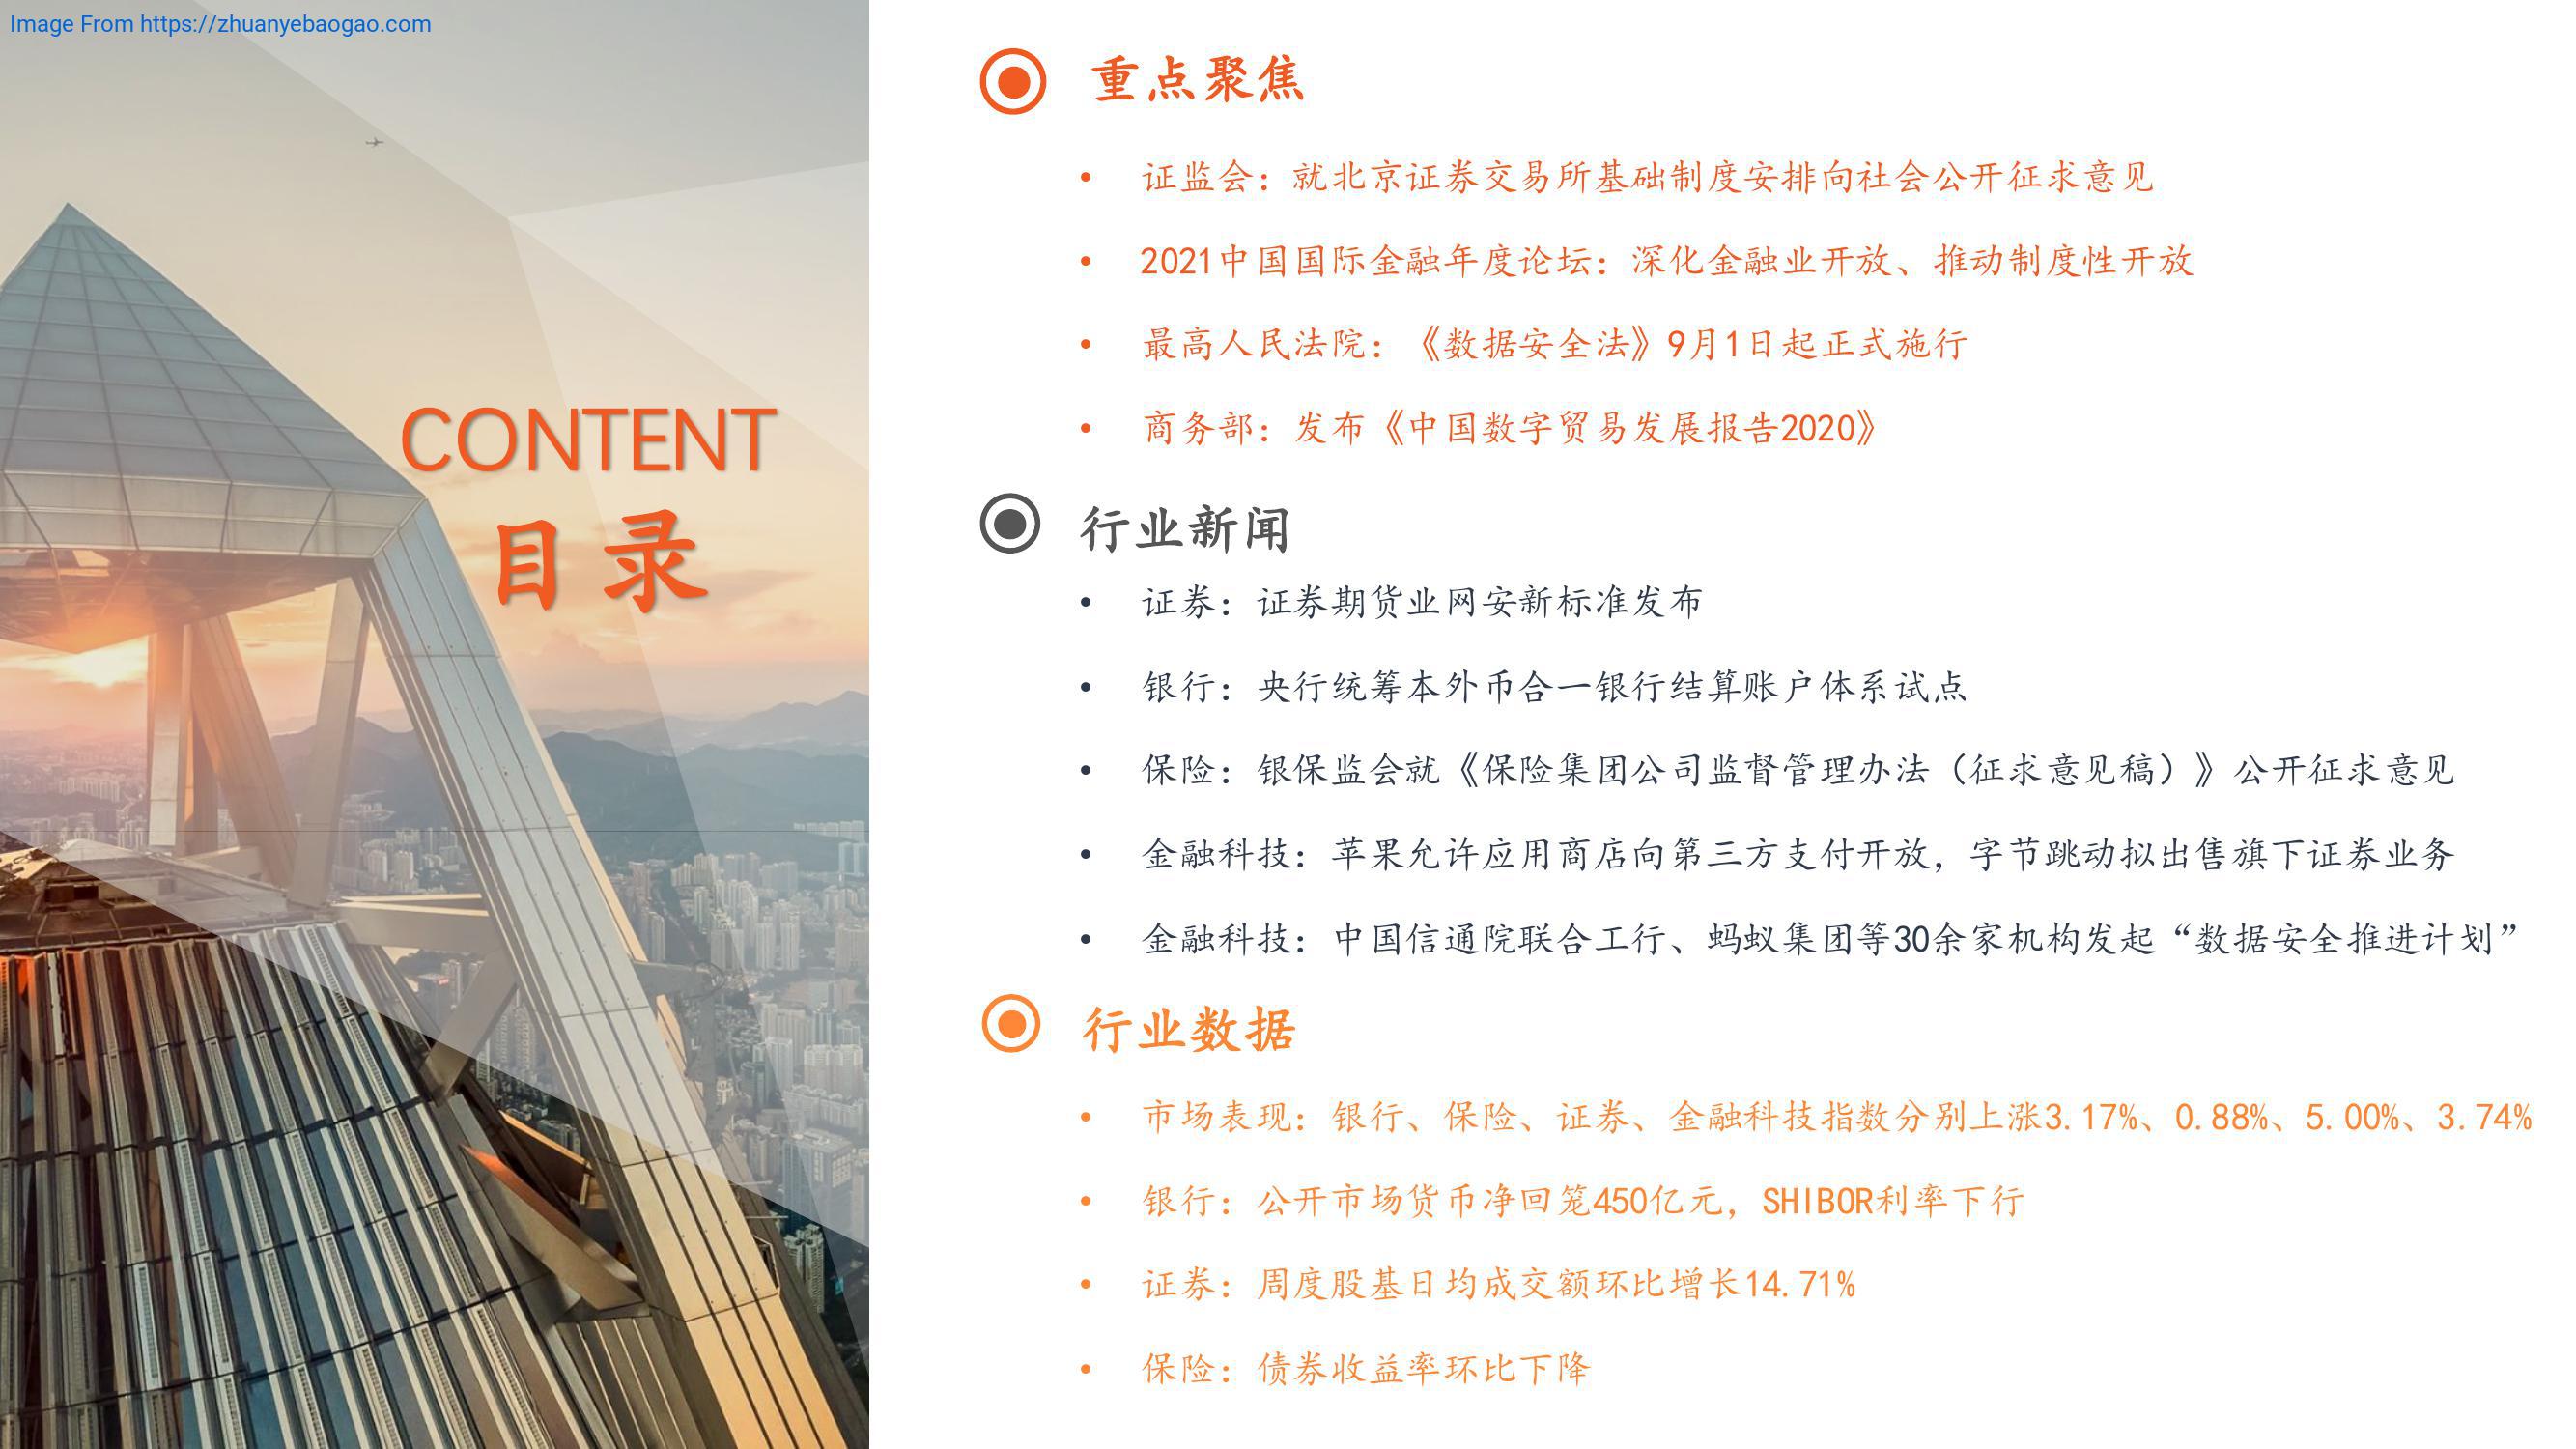 Image From https://zhuanyebaogao.com
CONTENT
目录
重点聚焦
• 证监会：就北京证券交易所基础制度安排向社会公开征求意见
• 2021中国国际金融年度论坛：深化金融业开放、推动制度性开放
• 最高人民法院：《数据安全法》9月1日起正式施行
• 商务部：发布《中国数字贸易发展报告2020》
行业新闻
• 证券：证券期货业网安新标准发布
• 银行：央行统筹本外币合一银行结算账户体系试点
• 保险：银保监会就《保险集团公司监督管理办法（征求意见稿）》公开征求意见
• 金融科技：苹果允许应用商店向第三方支付开放，字节跳动拟出售旗下证券业务
• 金融科技：中国信通院联合工行、蚂蚁集团等30余家机构发起“数据安全推进计划”
行业数据
• 市场表现：银行、保险、证券、金融科技指数分别上涨3.17%、0.88%、5.00%、3.74%
• 银行：公开市场货币净回笼450亿元，SHIBOR利率下行
• 证券：周度股基日均成交额环比增长14.71%
• 保险：债券收益率环比下降